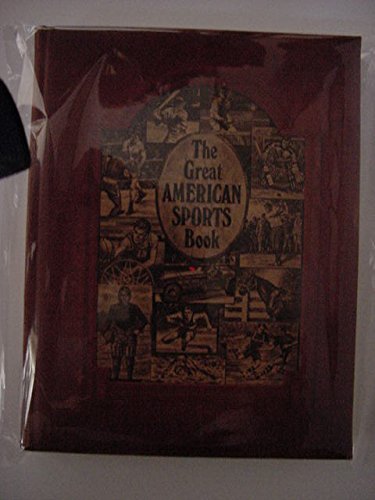 The
Great
AMERICAN
SPORTS
Book